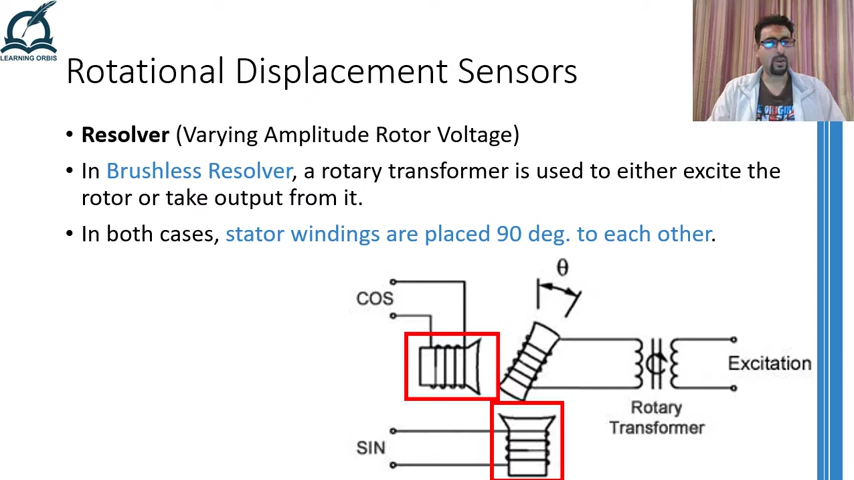 LEARNING ORBIS
Rotational Displacement Sensors
• Resolver (Varying Amplitude Rotor Voltage)
• In Brushless Resolver, a rotary transformer is used to either excite the
rotor or take output from it.
• In both cases, stator windings are placed 90 deg. to each other.
θ
COS
Excitation
Rotary
Transformer
SIN